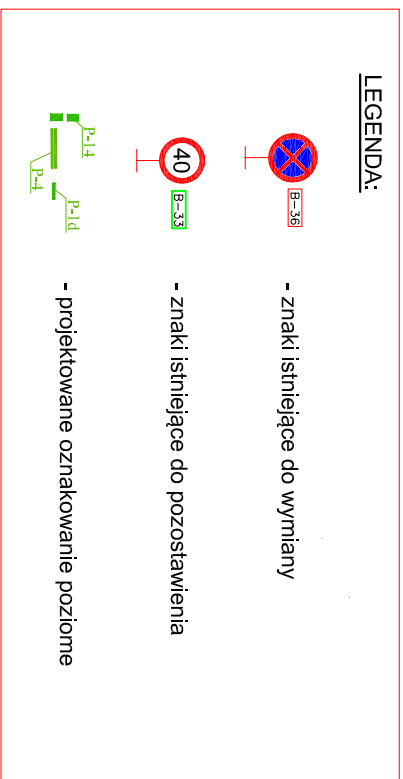 LEGENDA:
B-36
- znaki istniejące do wymiany
40
B-33
- znaki istniejące do pozostawienia
P-14
P-4
P-1d
- projektowane oznakowanie poziome